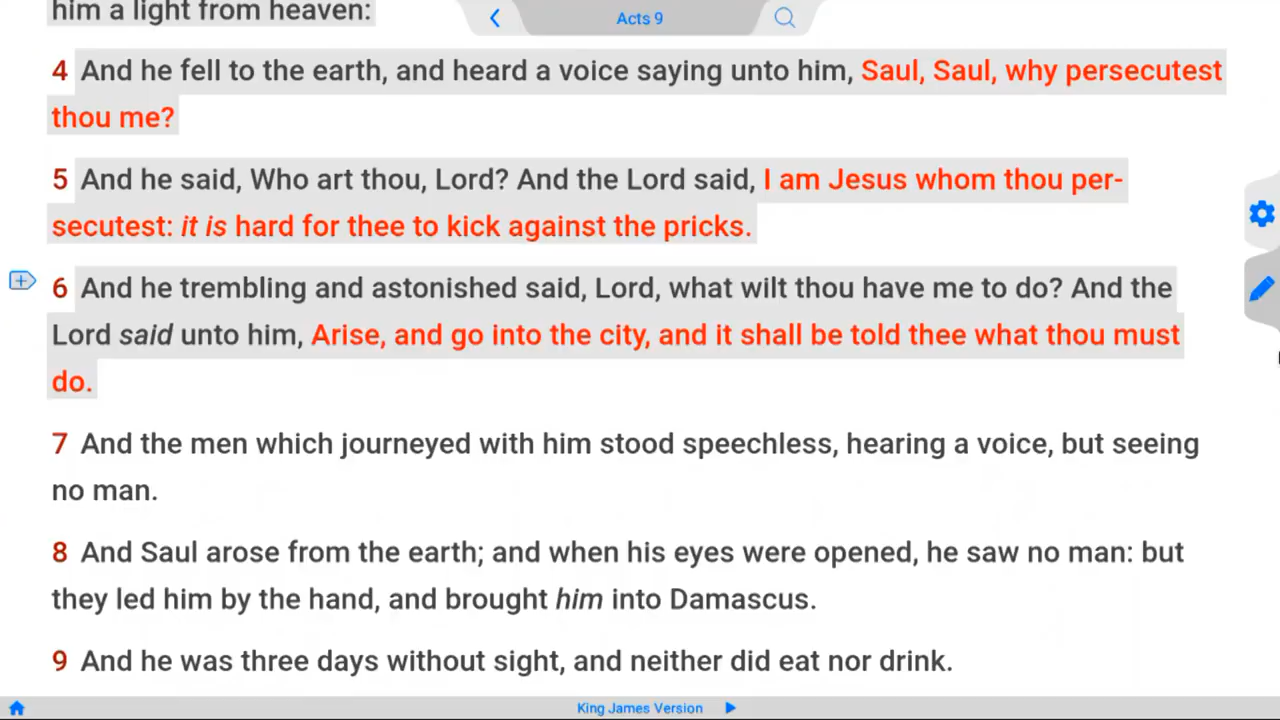 him a light from heaven:
Acts 9
4 And he fell to the earth, and heard a voice saying unto him, Saul, Saul, why persecutest
thou me?
5 And he said, Who art thou, Lord? And the Lord said, I am Jesus whom thou per-
secutest: it is hard for thee to kick against the pricks.
6 And he trembling and astonished said, Lord, what wilt thou have me to do? And the
Lord said unto him, Arise, and go into the city, and it shall be told thee what thou must
do.
7 And the men which journeyed with him stood speechless, hearing a voice, but seeing
no man.
8 And Saul arose from the earth; and when his eyes were opened, he saw no man: but
they led him by the hand, and brought him into Damascus.
9 And he was three days without sight, and neither did eat nor drink.
King James Version